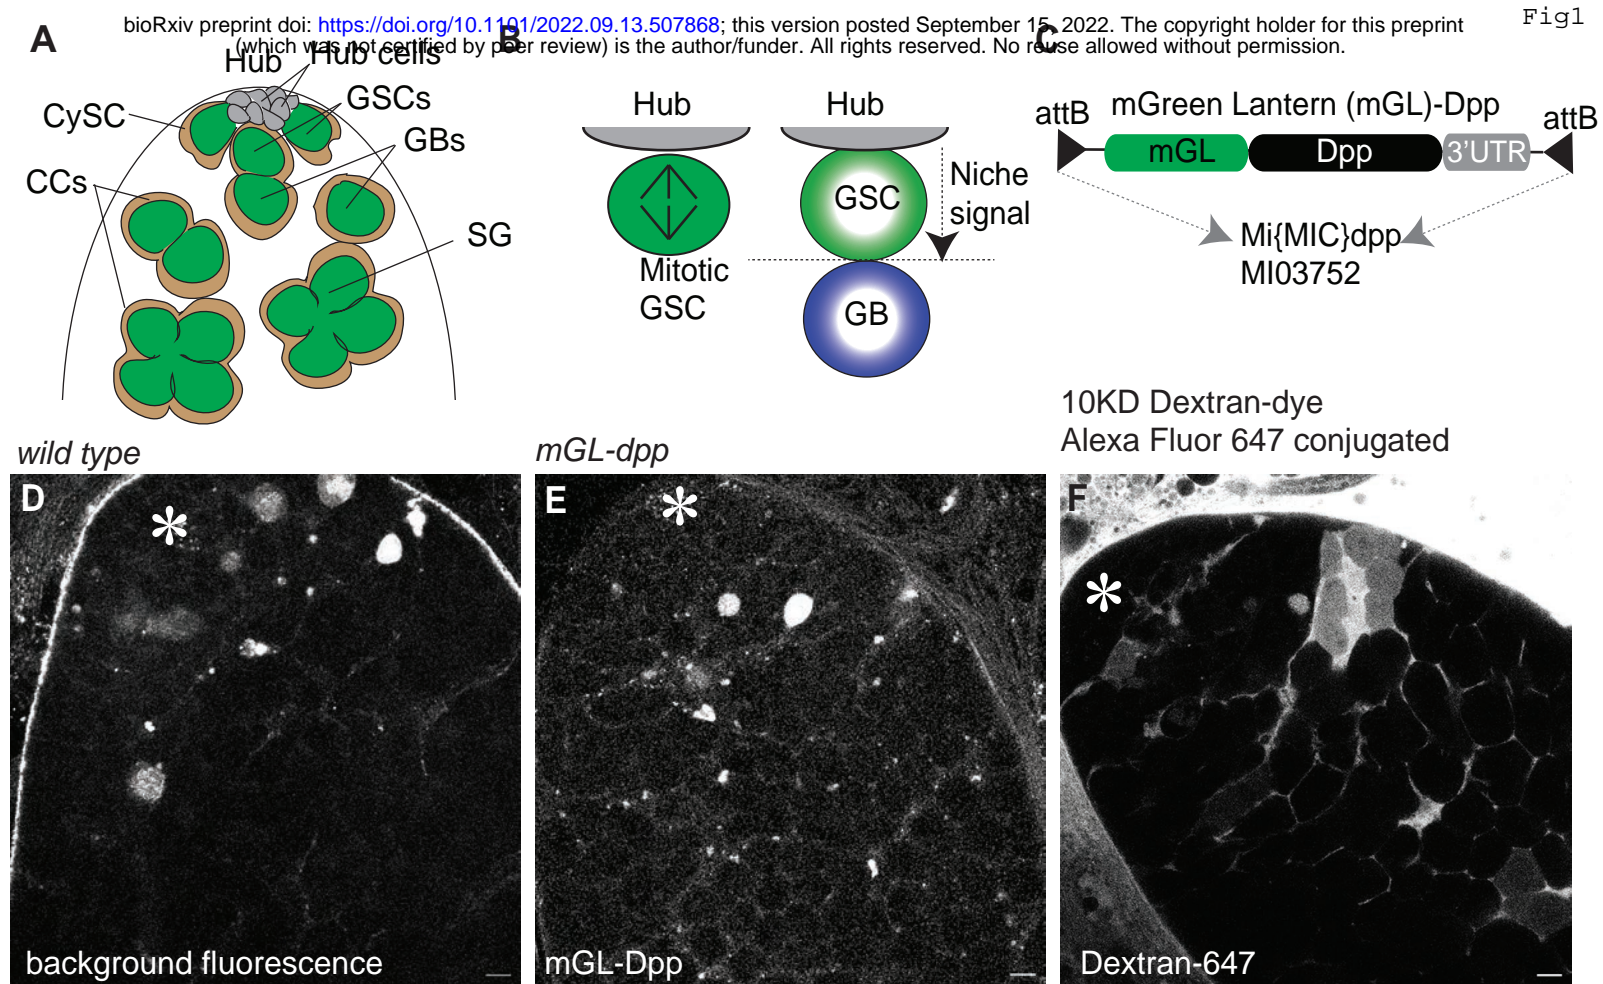 Fig1
bioRxiv preprint doi: https://doi.org/10.1101/2022.09.13.507868; this version posted September 15, 2022. The copyright holder for this preprint
(which was not certified by peer review) is the author/funder. All rights reserved. No reuse allowed without permission.
A
Hub
Hub cells
CySC
GSCs
GBs
CCs
SG
B
Hub
Hub
GSC
Niche
signal
Mitotic
GSC
GB
C
attB
mGreen Lantern (mGL)-Dpp
attB
mGL
Dpp
3'UTR
Mi{MIC}dpp
MI03752
wild type
D
*
background fluorescence
mGL-dpp
E
*
mGL-Dpp
10KD Dextran-dye
Alexa Fluor 647 conjugated
F
*
Dextran-647